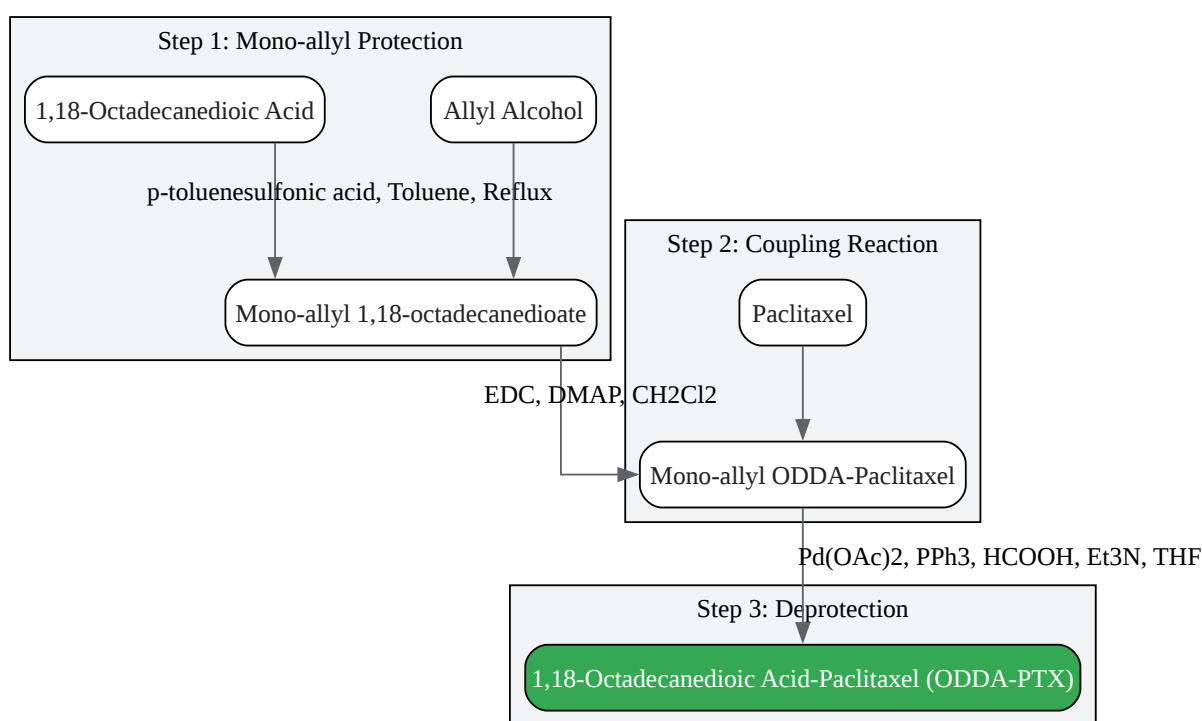 Step 1: Mono-allyl Protection
1,18-Octadecanedioic Acid
Allyl Alcohol
p-toluenesulfonic acid, Toluene, Reflux
Mono-allyl 1,18-octadecanedioate
Step 2: Coupling Reaction
Paclitaxel
EDC, DMAP, CH2Cl2
Mono-allyl ODDA-Paclitaxel
Pd(OAc)2, PPh3, HCOOH, Et3N, THF
Step 3: Deprotection
1,18-Octadecanedioic Acid-Paclitaxel (ODDA-PTX)